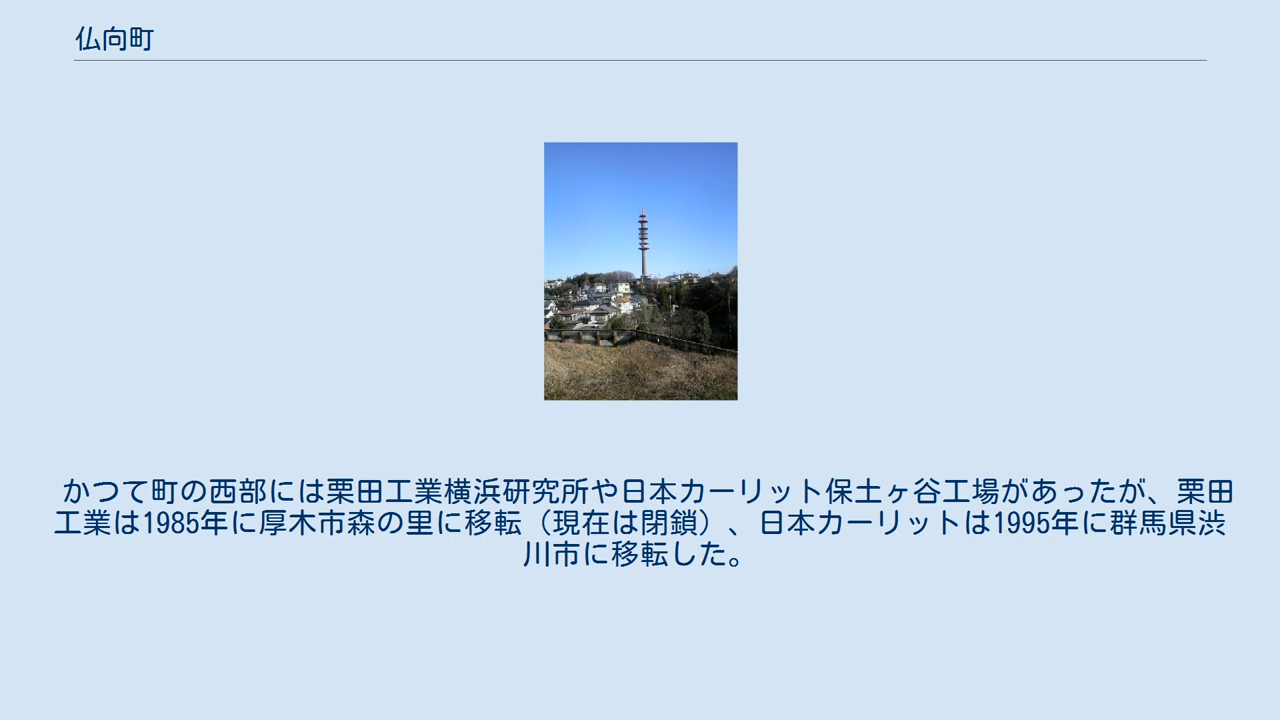 仏向町
かつて町の西部には栗田工業横浜研究所や日本カーリット保土ヶ谷工場があったが、栗田
工業は1985年に厚木市森の里に移転（現在は閉鎖）、日本カーリットは1995年に群馬県渋
川市に移転した。